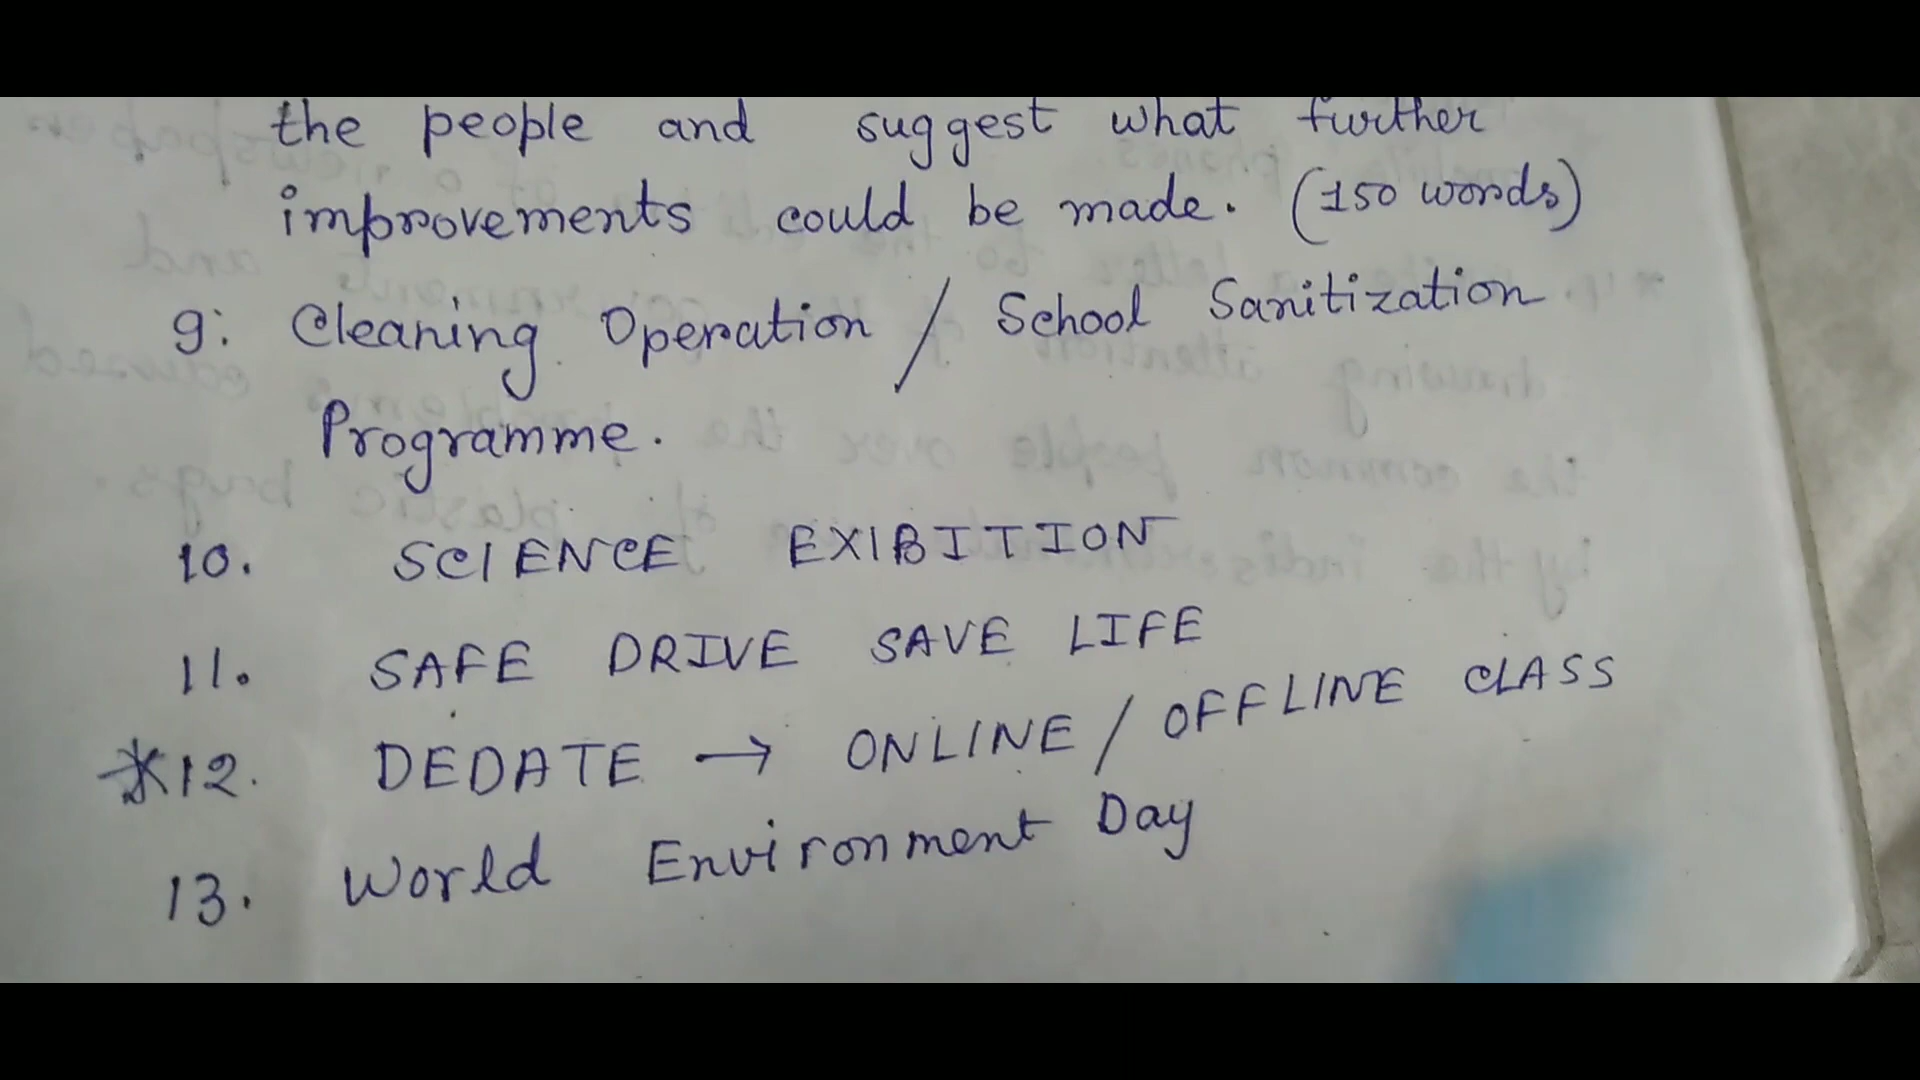 the people and suggest what further
improvements could be made. (150 words)
9: Cleaning Operation / School Sanitization
Programme.
10. SCIENCE EXIBITION
11. SAFE DRIVE SAVE LIFE
*12. DEDATE → ONLINE / OFFLINE CLASS
13. World Environment Day